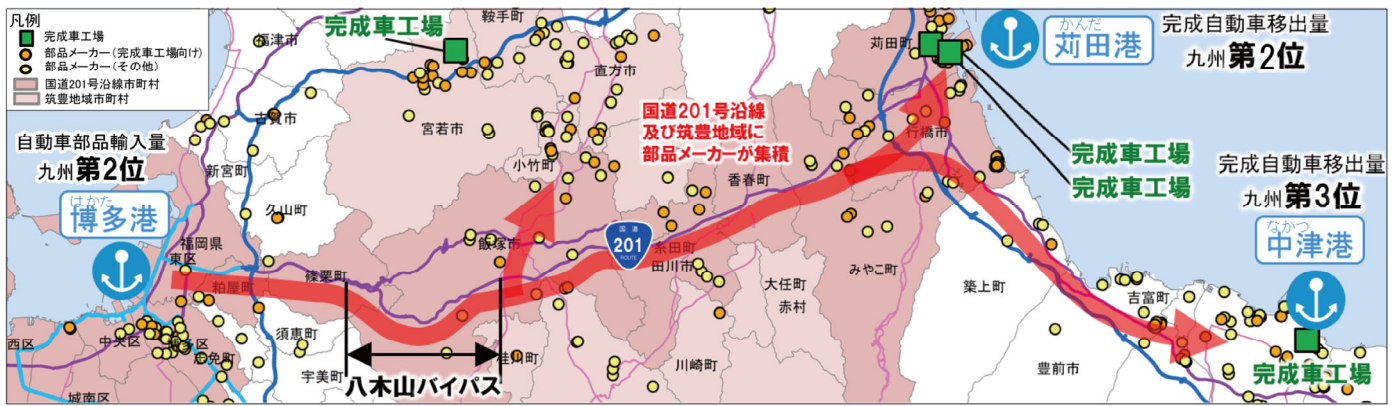 凡例
完成車工場
部品メーカー(完成車工場向け)
部品メーカー(その他)
国道201号沿線市町村
筑豊地域市町村
自動車部品輸入量
九州第2位
はかた
博多港
福津市
古賀市
新宮町
久山町
福岡県
東区
粕屋町
篠栗町
須恵町
宇美町
志免町
中央区
博多区
西区
城南区
完成車工場
鞍手町
宮若市
直方市
小竹町
飯塚市
桂川町
八木山バイパス
国道201号沿線
及び筑豊地域に
部品メーカーが集積
国道
201
ROUTE
香春町
糸田町
田川市
大任町
赤村
川崎町
みやこ町
苅田町
行橋市
築上町
豊前市
吉富町
かんだ
苅田港
完成自動車移出量
九州第2位
完成車工場
完成車工場
完成自動車移出量
九州第3位
なかつ
中津港
完成車工場